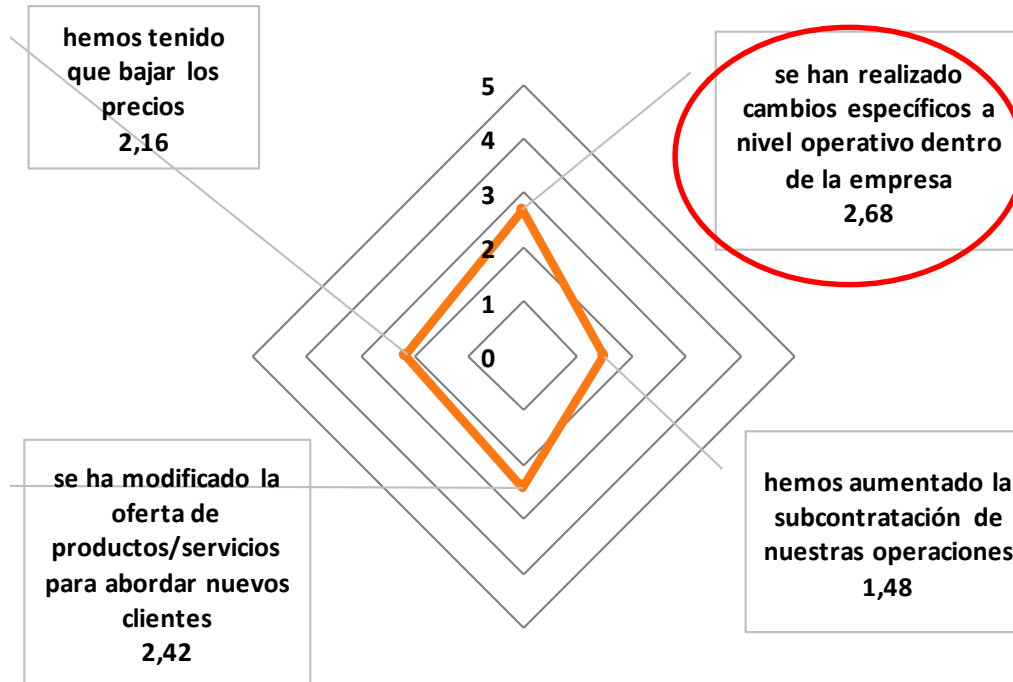 hemos tenido
que bajar los
precios
2,16
se han realizado
cambios específicos a
nivel operativo dentro
de la empresa
2,68
5
4
3
2
1
0
se ha modificado la
oferta de
productos/servicios
para abordar nuevos
clientes
2,42
hemos aumentado la
subcontratación de
nuestras operaciones
1,48